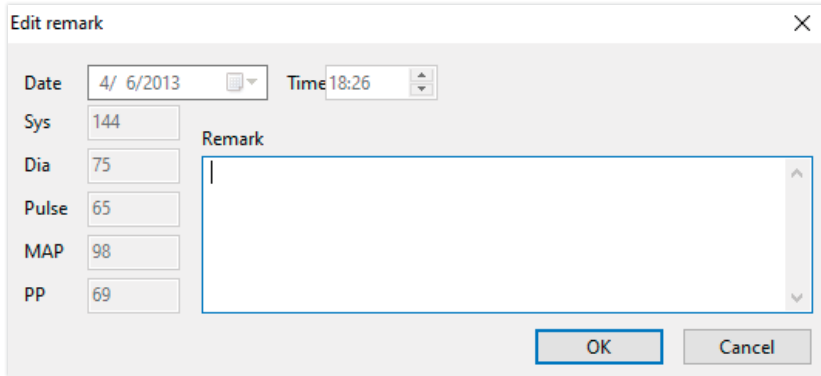 Edit remark
Date 4/ 6/2013 Time 18:26
Sys 144
Remark
Dia 75
Pulse 65
MAP 98
PP 69
OK Cancel